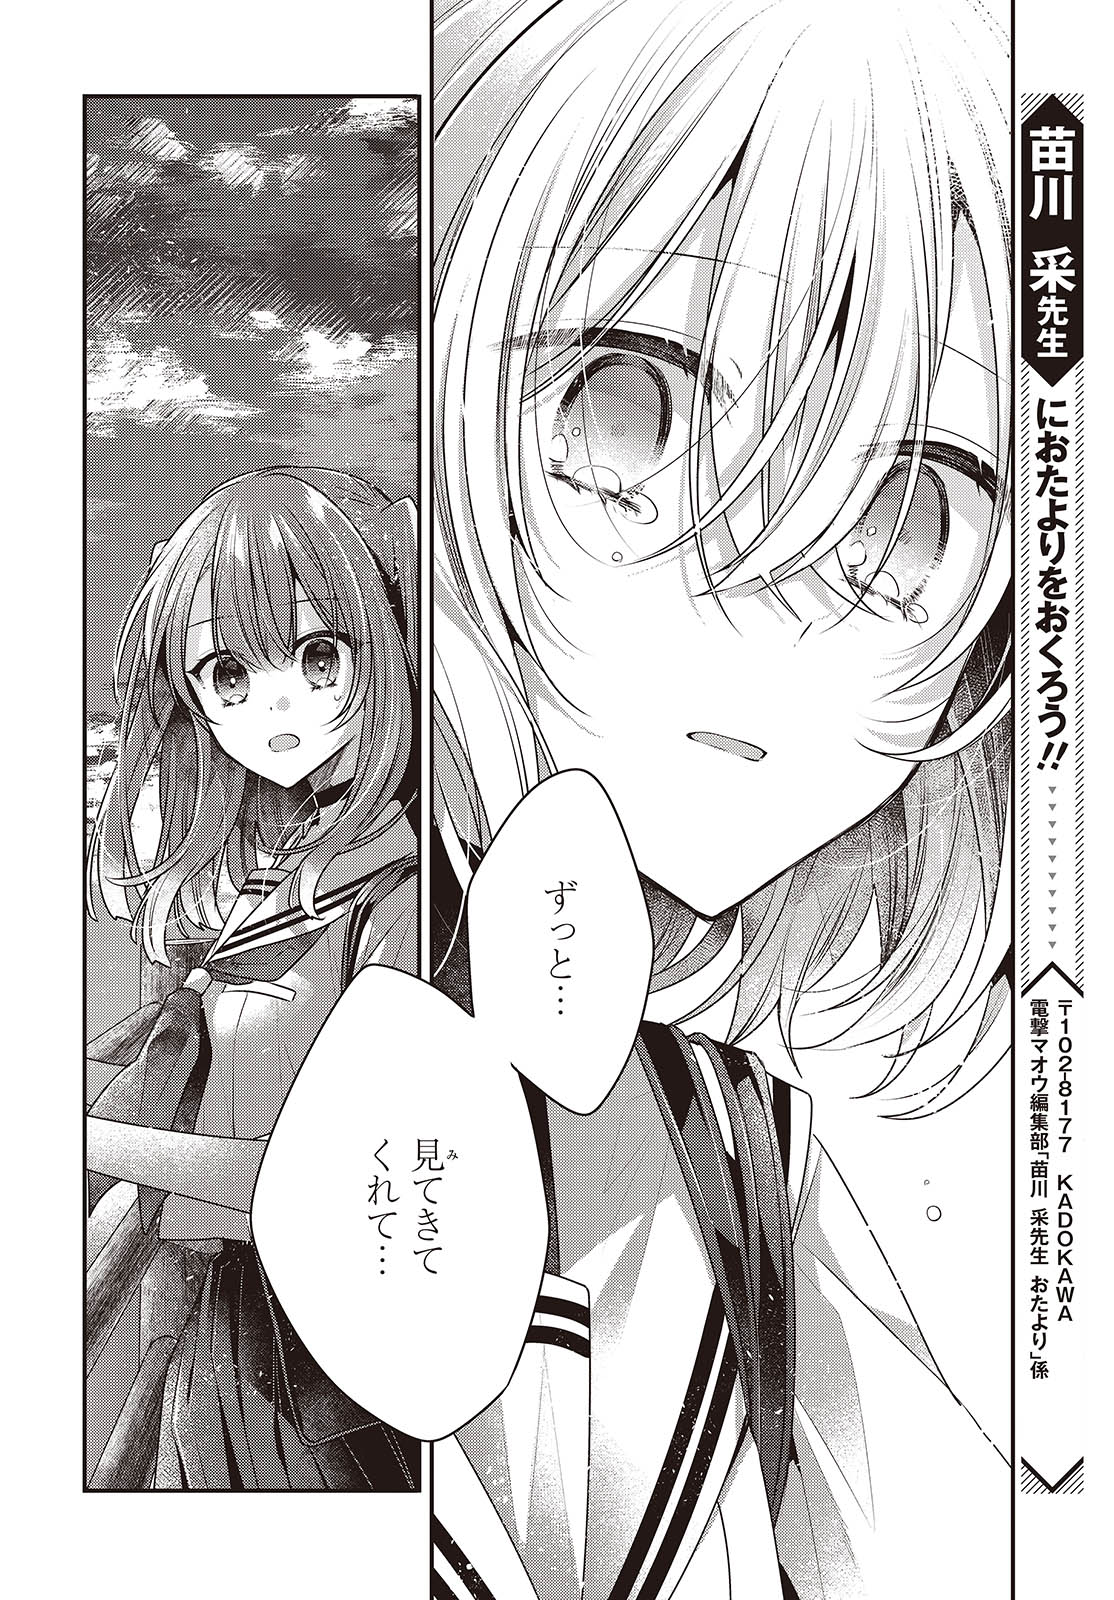 苗川 采先生
におたよりをおくろう!!
〒102-8177 KADOKAWA
電撃マオウ編集部「苗川 采先生 おたより」係
ずっと…
見てきて
くれて…
み